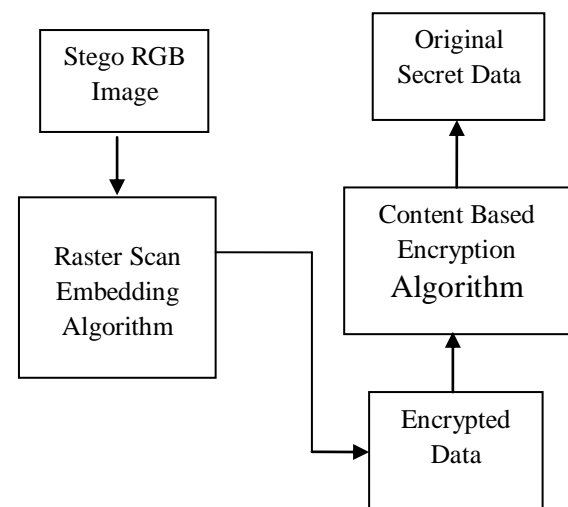 Stego RGB
Image
Raster Scan
Embedding
Algorithm
Encrypted
Data
Content Based
Encryption
Algorithm
Original
Secret Data